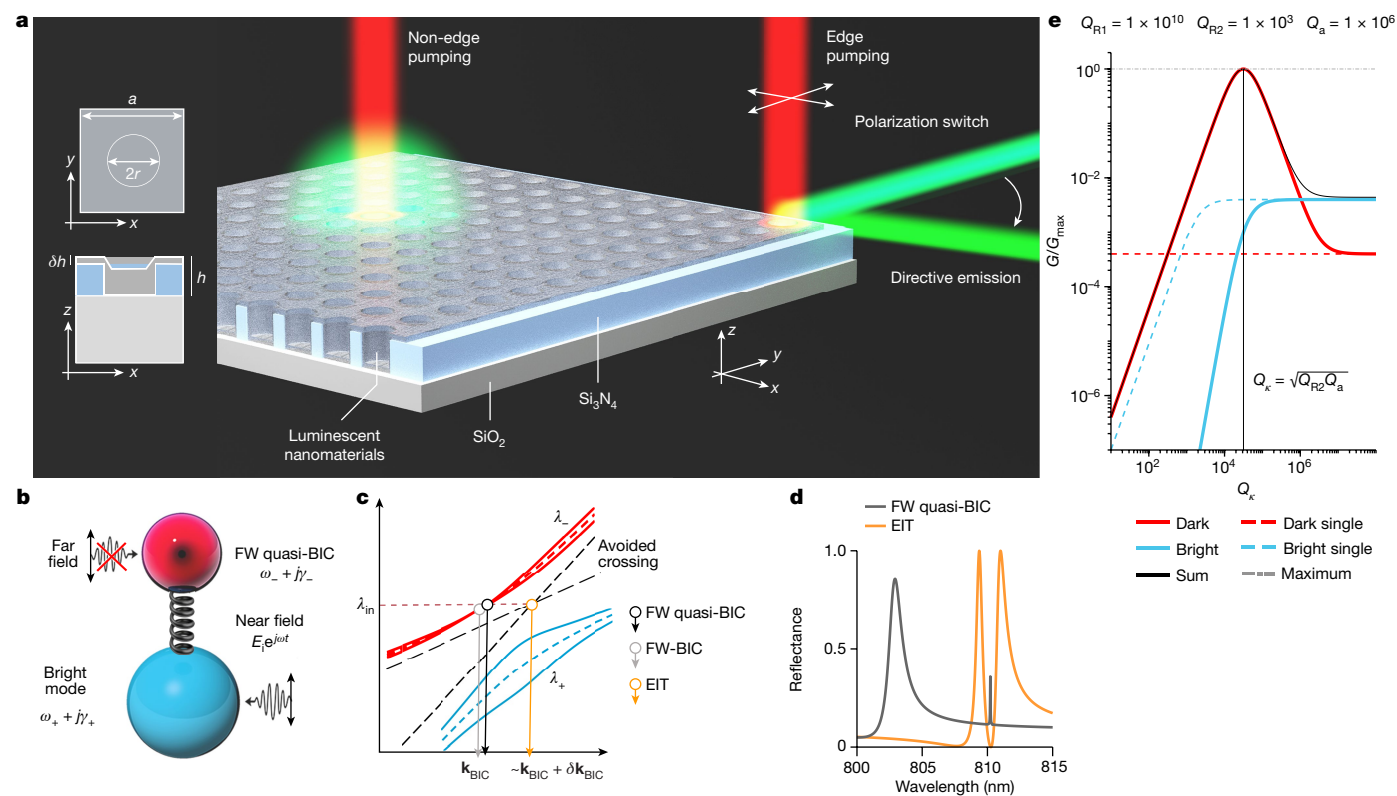 a
Non-edge
pumping
Edge
pumping
Polarization switch
Directive emission
a
2r
y
x
δh
h
z
x
z
y
x
Luminescent
nanomaterials
SiO2
Si3N4
b
Far
field
FW quasi-BIC
ω− + jγ−
Near field
Eie^jωt
Bright
mode
ω+ + jγ+
c
λ−
Avoided
crossing
λin
λ+
FW quasi-BIC
FW-BIC
EIT
kBIC
~kBIC + δkBIC
d
FW quasi-BIC
EIT
1.0
0.5
0
Reflectance
800
805
810
815
Wavelength (nm)
e
QR1 = 1 × 10^10 QR2 = 1 × 10^3 Qa = 1 × 10^6
10^0
10^−2
10^−4
10^−6
G/Gmax
Qκ = √QR2Qa
10^2
10^4
10^6
Qκ
Dark
Dark single
Bright
Bright single
Sum
Maximum